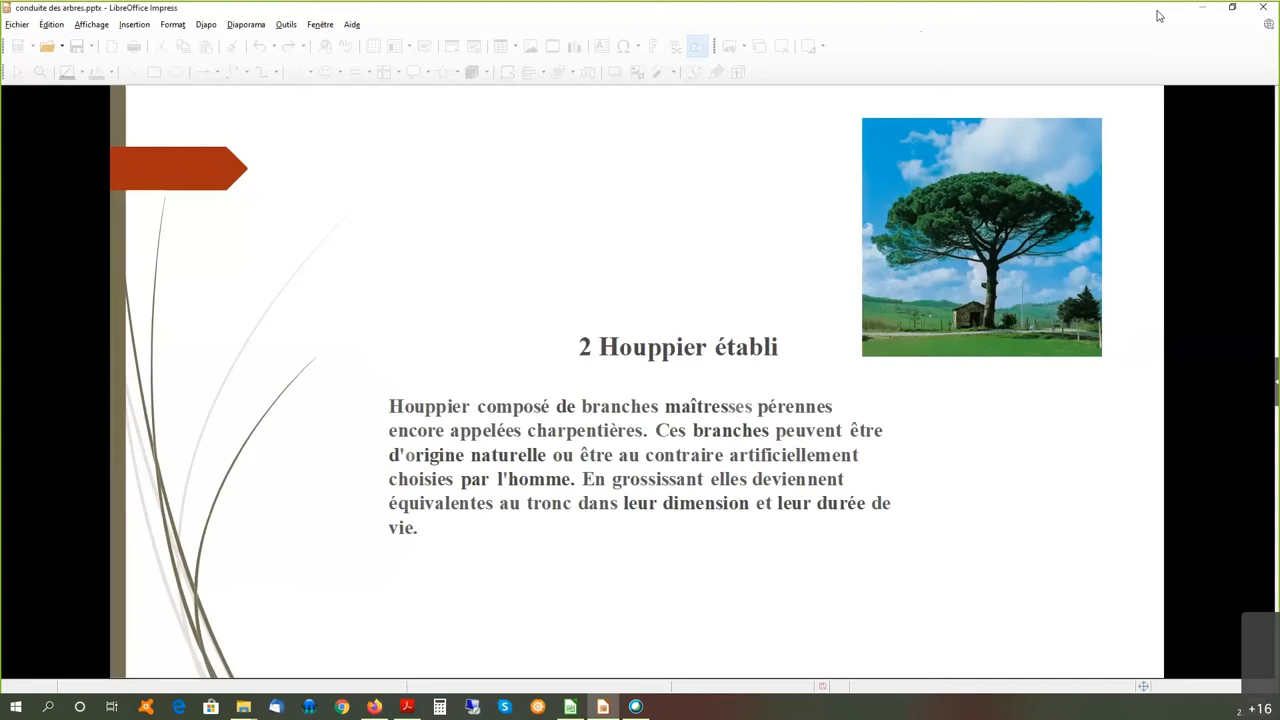 conduite des arbres.pptx - LibreOffice Impress
Fichier Édition Affichage Insertion Format Diapo Diaporama Outils Fenêtre Aide
2 Houppier établi
Houppier composé de branches maîtresses pérennes
encore appelées charpentières. Ces branches peuvent être
d'origine naturelle ou être au contraire artificiellement
choisies par l'homme. En grossissant elles deviennent
équivalentes au tronc dans leur dimension et leur durée de
vie.
2 +16